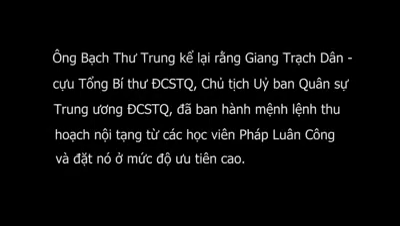 Ông Bạch Thư Trung kể lại rằng Giang Trạch Dân -
cựu Tổng Bí thư ĐCSTQ, Chủ tịch Uỷ ban Quân sự
Trung ương ĐCSTQ, đã ban hành mệnh lệnh thu
hoạch nội tạng từ các học viên Pháp Luân Công
và đặt nó ở mức độ ưu tiên cao.